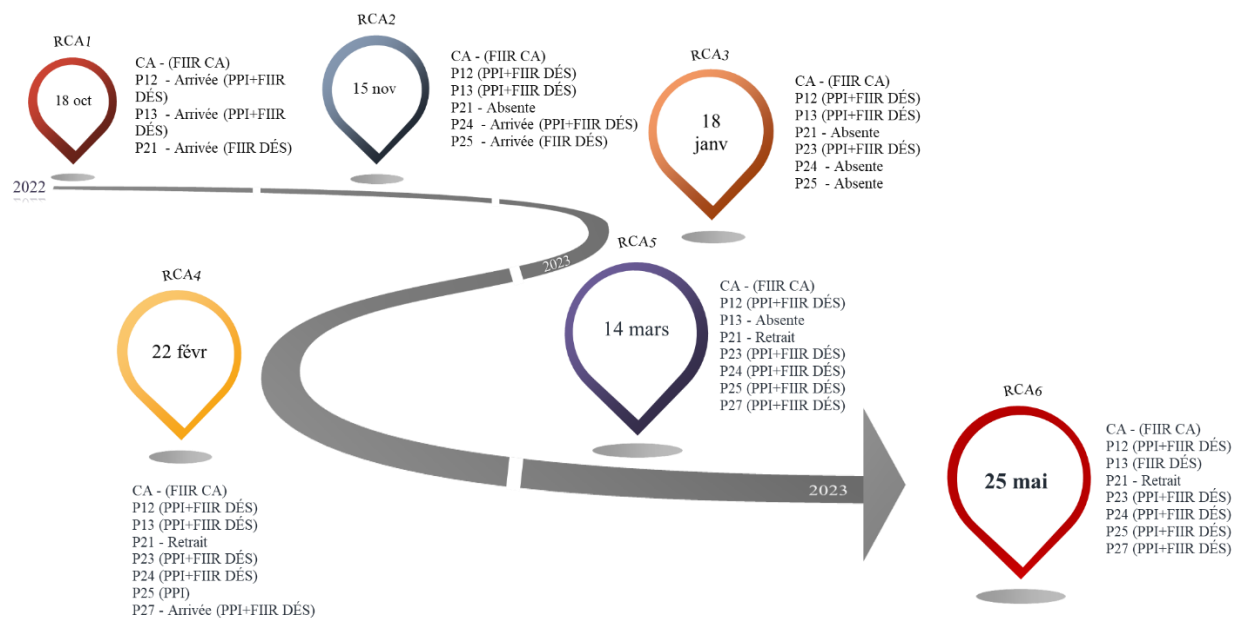 RCA1
18 oct
CA - (FIIR CA)
P12 - Arrivée (PPI+FIIR
DÉS)
P13 - Arrivée (PPI+FIIR
DÉS)
P21 - Arrivée (FIIR DÉS)
RCA2
15 nov
CA - (FIIR CA)
P12 (PPI+FIIR DÉS)
P13 (PPI+FIIR DÉS)
P21 - Absente
P24 - Arrivée (PPI+FIIR DÉS)
P25 - Arrivée (FIIR DÉS)
RCA3
18
janv
CA - (FIIR CA)
P12 (PPI+FIIR DÉS)
P13 (PPI+FIIR DÉS)
P21 - Absente
P23 (PPI+FIIR DÉS)
P24 - Absente
P25 - Absente
2022
2023
RCA4
22 févr
CA - (FIIR CA)
P12 (PPI+FIIR DÉS)
P13 (PPI+FIIR DÉS)
P21 - Retrait
P23 (PPI+FIIR DÉS)
P24 (PPI+FIIR DÉS)
P25 (PPI)
P27 - Arrivée (PPI+FIIR DÉS)
RCA5
14 mars
CA - (FIIR CA)
P12 (PPI+FIIR DÉS)
P13 - Absente
P21 - Retrait
P23 (PPI+FIIR DÉS)
P24 (PPI+FIIR DÉS)
P25 (PPI+FIIR DÉS)
P27 (PPI+FIIR DÉS)
2023
RCA6
25 mai
CA - (FIIR CA)
P12 (PPI+FIIR DÉS)
P13 (FIIR DÉS)
P21 - Retrait
P23 (PPI+FIIR DÉS)
P24 (PPI+FIIR DÉS)
P25 (PPI+FIIR DÉS)
P27 (PPI+FIIR DÉS)